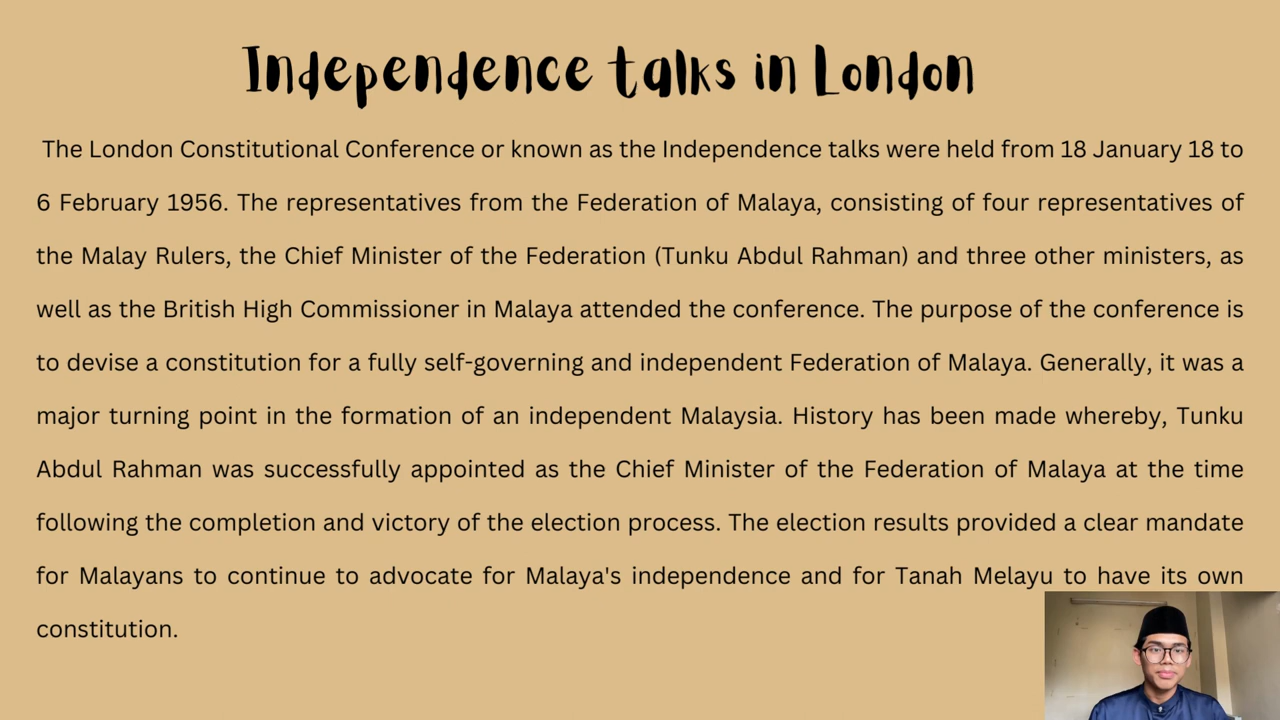 Independence talks in London
The London Constitutional Conference or known as the Independence talks were held from 18 January 18 to
6 February 1956. The representatives from the Federation of Malaya, consisting of four representatives of
the Malay Rulers, the Chief Minister of the Federation (Tunku Abdul Rahman) and three other ministers, as
well as the British High Commissioner in Malaya attended the conference. The purpose of the conference is
to devise a constitution for a fully self-governing and independent Federation of Malaya. Generally, it was a
major turning point in the formation of an independent Malaysia. History has been made whereby, Tunku
Abdul Rahman was successfully appointed as the Chief Minister of the Federation of Malaya at the time
following the completion and victory of the election process. The election results provided a clear mandate
for Malayans to continue to advocate for Malaya's independence and for Tanah Melayu to have its own
constitution.